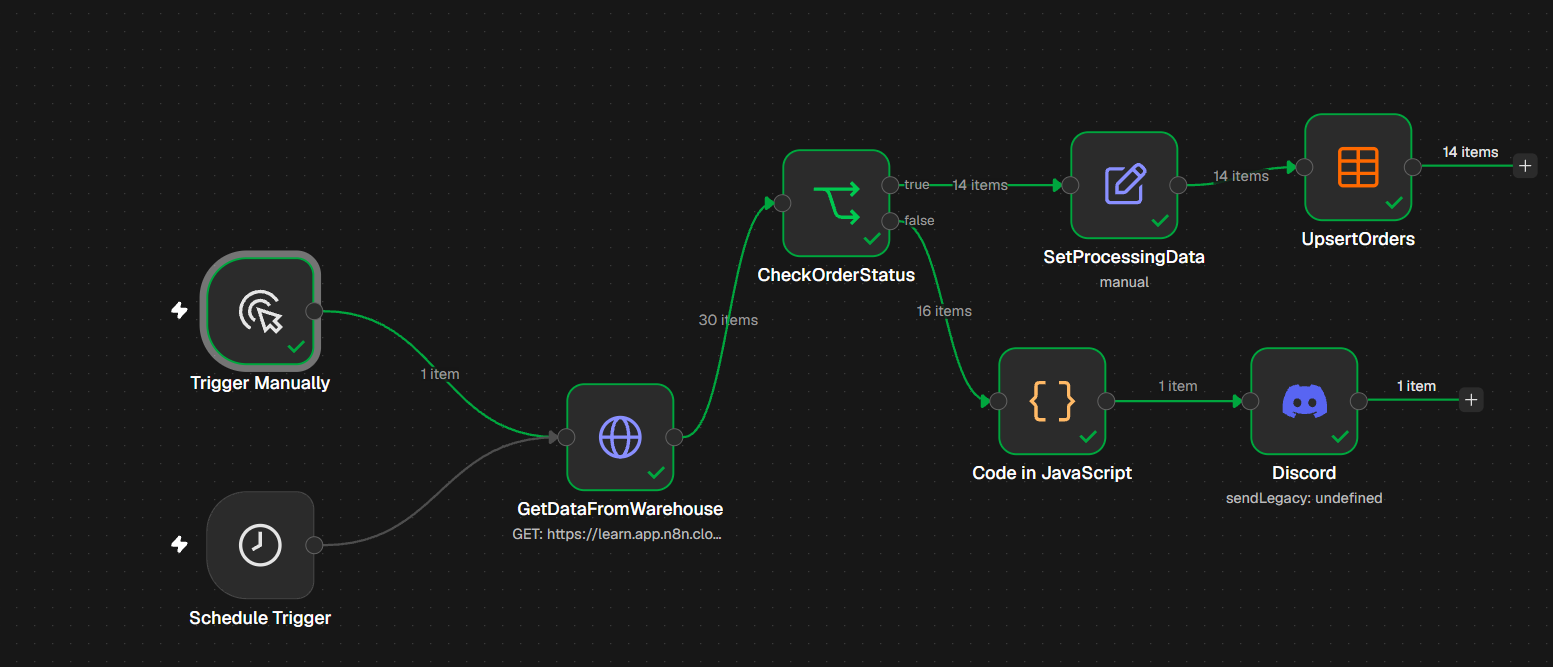 Trigger Manually
1 item
Schedule Trigger
GetDataFromWarehouse
GET: https://learn.app.n8n.clo...
30 items
CheckOrderStatus
true
14 items
false
16 items
SetProcessingData
manual
14 items
UpsertOrders
14 items
Code in JavaScript
1 item
Discord
sendLegacy: undefined
1 item